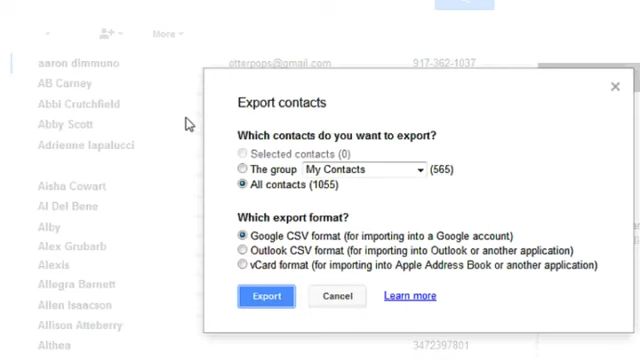 More
aaron dimmuno
otterpops@gmail.com
917-362-1037
AB Carney
Abbi Crutchfield
Abby Scott
Adrienne Iapalucci
Aisha Cowart
Al Del Bene
Alby
Alex Grubarb
Alexis
Allegra Barnett
Allen Isaacson
Allison Atteberry
Althea
3472397801
Export contacts
Which contacts do you want to export?
Selected contacts (0)
The group My Contacts (565)
All contacts (1055)
Which export format?
Google CSV format (for importing into a Google account)
Outlook CSV format (for importing into Outlook or another application)
vCard format (for importing into Apple Address Book or another application)
Export Cancel Learn more